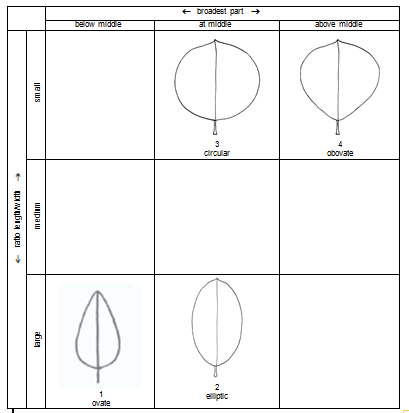 ← broadest part →
below middle
at middle
above middle
← ratio length/width →
small
3
circular
4
obovate
medium
large
1
ovate
2
elliptic